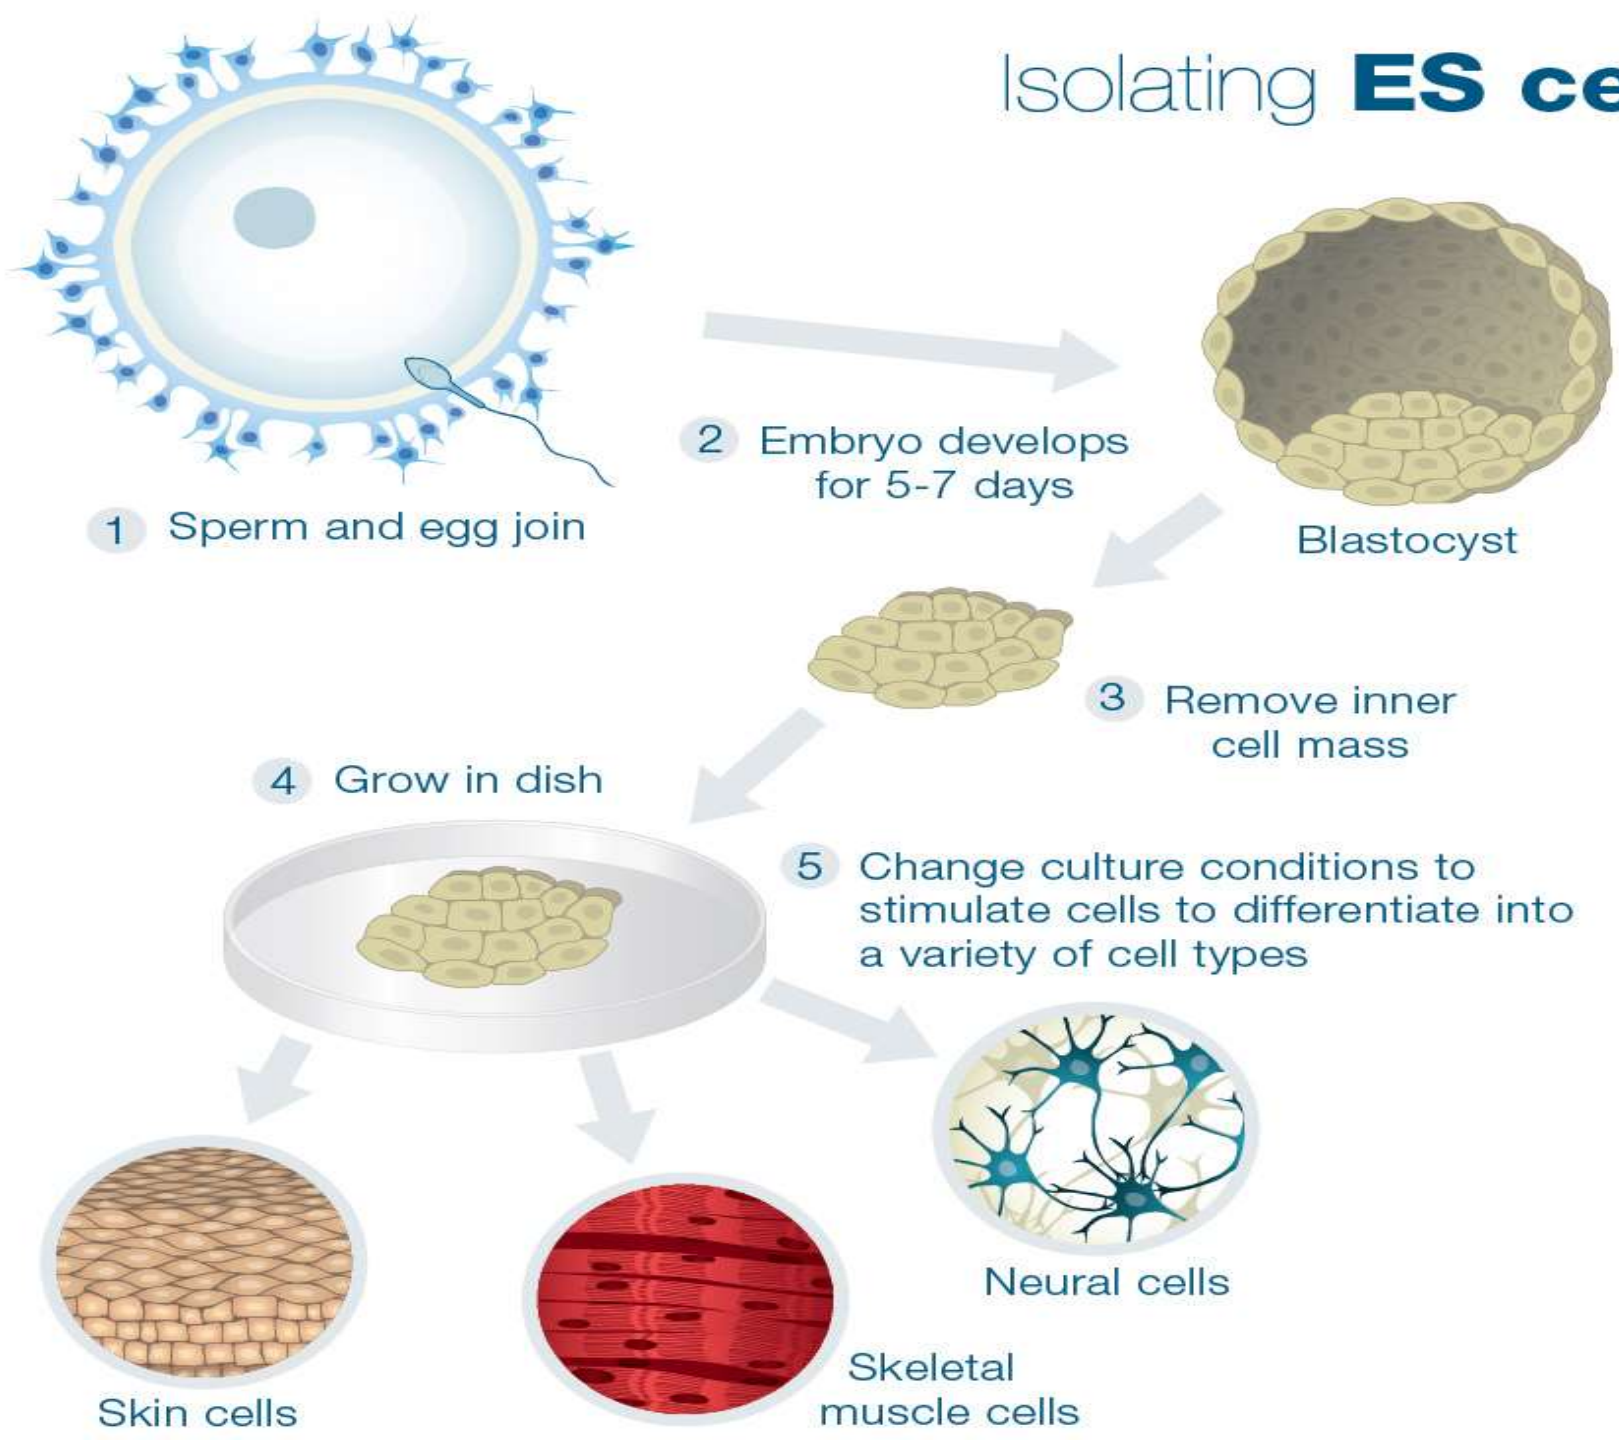 Isolating ES ce
1 Sperm and egg join
2 Embryo develops
for 5-7 days
Blastocyst
3 Remove inner
cell mass
4 Grow in dish
5 Change culture conditions to
stimulate cells to differentiate into
a variety of cell types
Neural cells
Skeletal
muscle cells
Skin cells